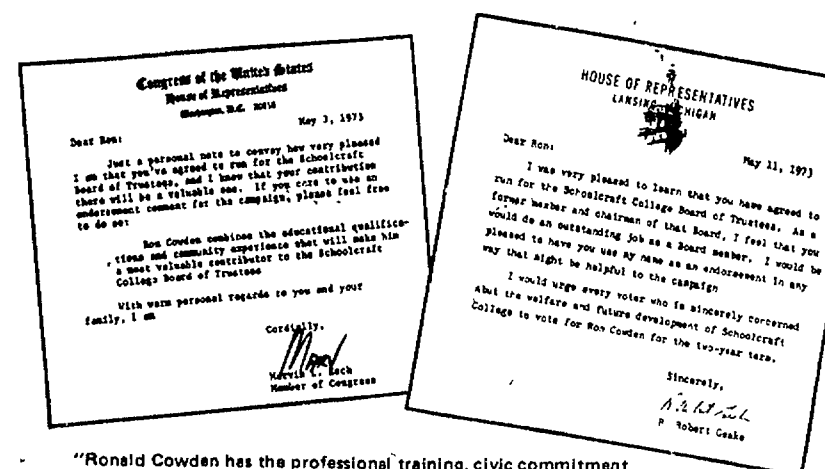 Congress of the United States
House of Representatives
Washington, D.C. 20515
May 3, 1973
Dear Ron:
Just a personal note to convey how very pleased
I am that you've agreed to run for the Schoolcraft
Board of Trustees, and I know that your contribution
there will be a valuable one. If you care to use an
endorsement comment for the campaign, please feel free
to do so:
Ron Cowden combines the educational qualifica-
tions and community experience that will make him
a most valuable contributor to the Schoolcraft
College Board of Trustees
With warm personal regards to you and your
family, I am
Cordially,
Marv
Marvin L. Esch
Member of Congress
HOUSE OF REPRESENTATIVES
LANSING, MICHIGAN
May 11, 1973
Dear Ron:
I was very pleased to learn that you have agreed to
run for the Schoolcraft College Board of Trustees. As a
former member and chairman of that Board, I feel that you
would do an outstanding job as a Board member. I would be
pleased to have you use my name as an endorsement in any
way that might be helpful to the campaign
I would urge every voter who is sincerely concerned
about the welfare and future development of Schoolcraft
College to vote for Ron Cowden for the two-year term.
Sincerely,
R. Robert Geake
"Ronald Cowden has the professional training, civic commitment